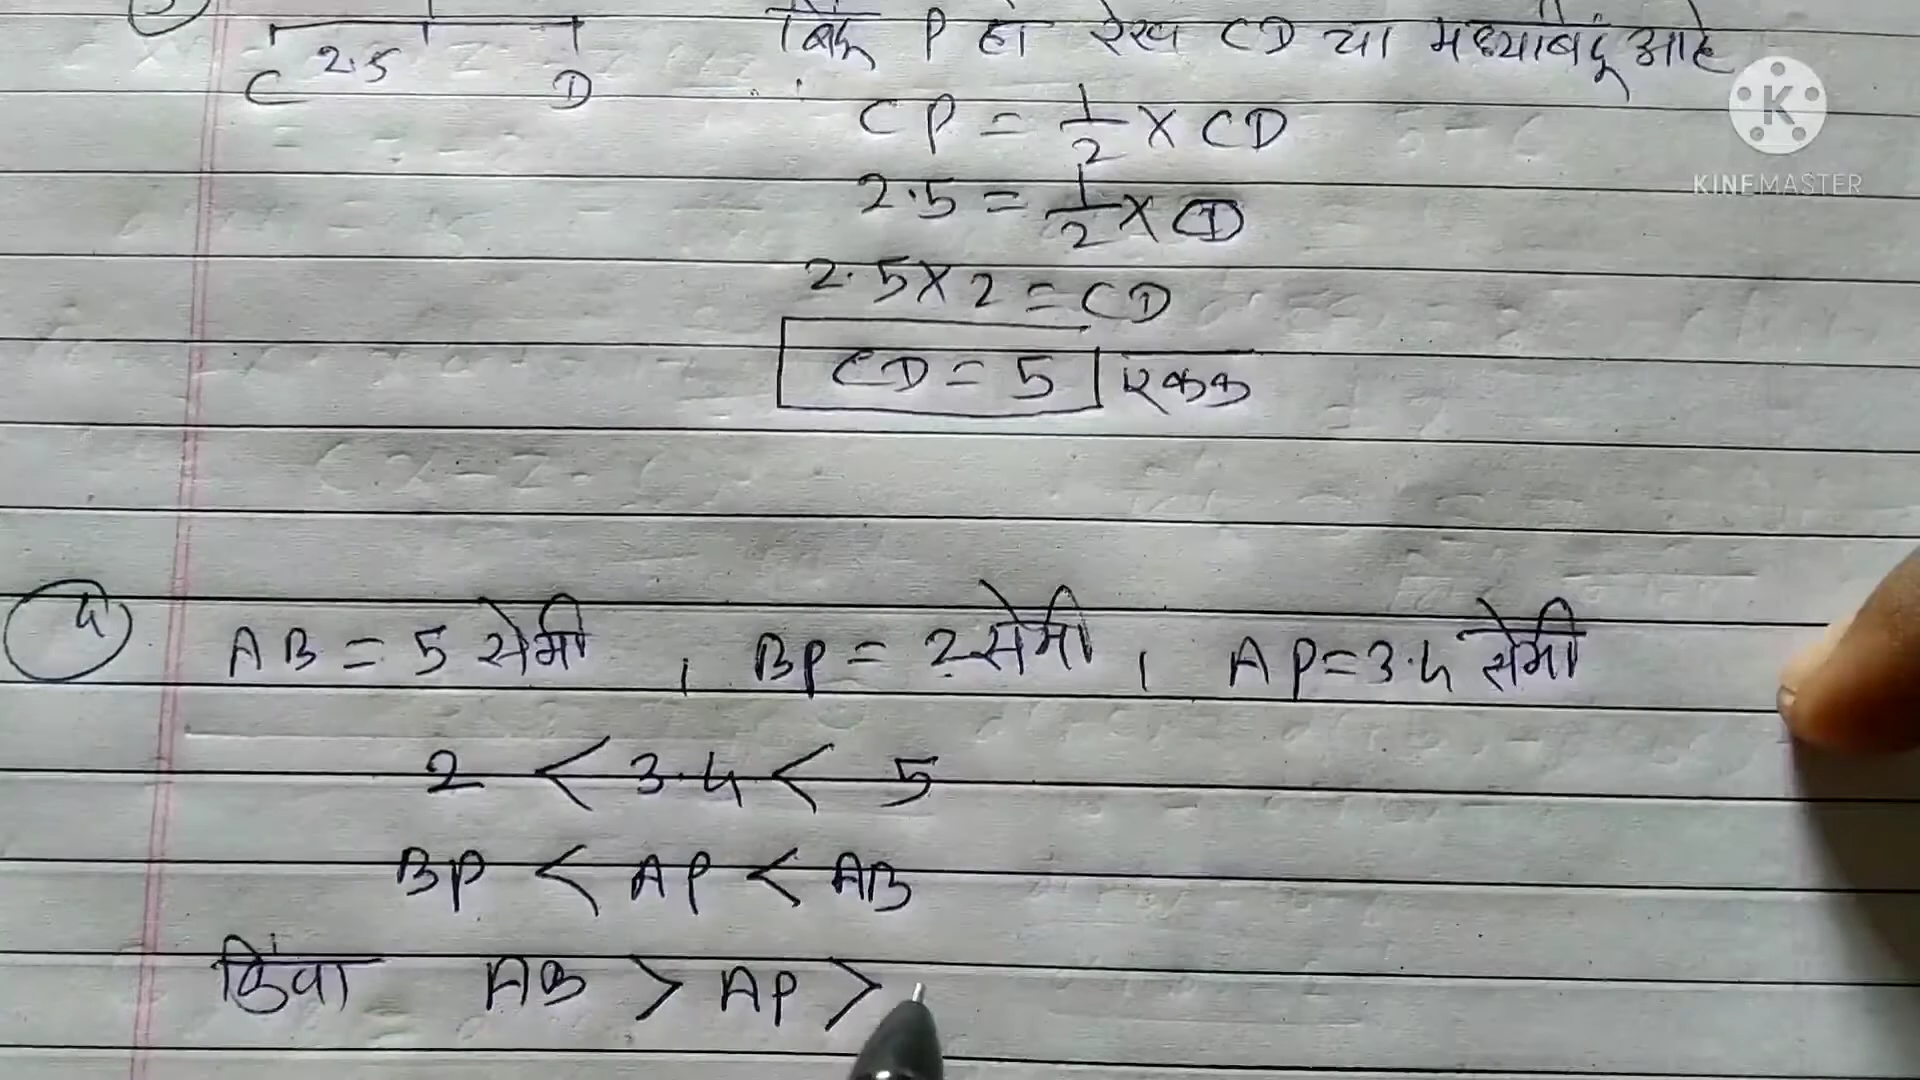 C 2.5 D
बिंदू P हा रेख CD चा मध्यबिंदू आहे
CP = 1/2 × CD
2.5 = 1/2 × CD
2.5 × 2 = CD
CD = 5 एकक
K
KINEMASTER
4 AB = 5 सेमी , BP = 2 सेमी , AP = 3.4 सेमी
2 < 3.4 < 5
BP < AP < AB
किंवा AB > AP >